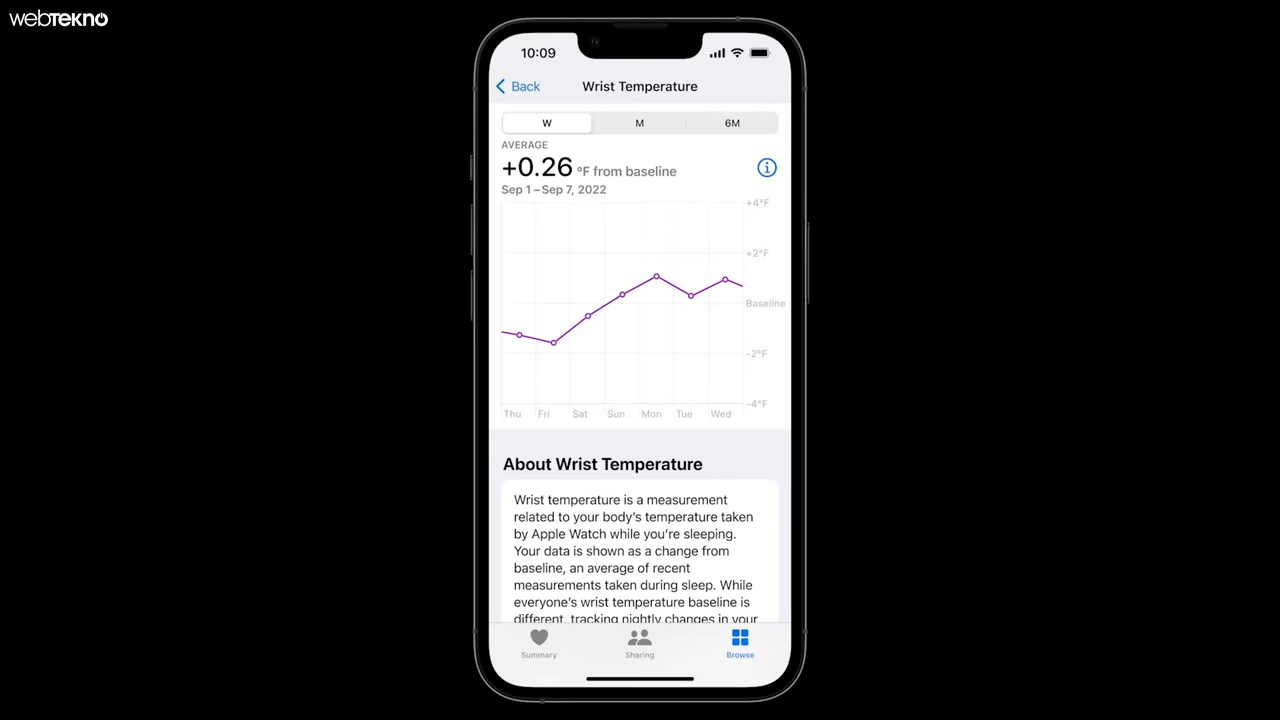 webtekno
10:09
Back
Wrist Temperature
W M 6M
AVERAGE
+0.26 °F from baseline
Sep 1 – Sep 7, 2022
+4°F
+2°F
Baseline
-2°F
-4°F
Thu Fri Sat Sun Mon Tue Wed
About Wrist Temperature
Wrist temperature is a measurement
related to your body's temperature taken
by Apple Watch while you're sleeping.
Your data is shown as a change from
baseline, an average of recent
measurements taken during sleep. While
everyone's wrist temperature baseline is
different, tracking nightly changes in your
Summary Sharing Browse